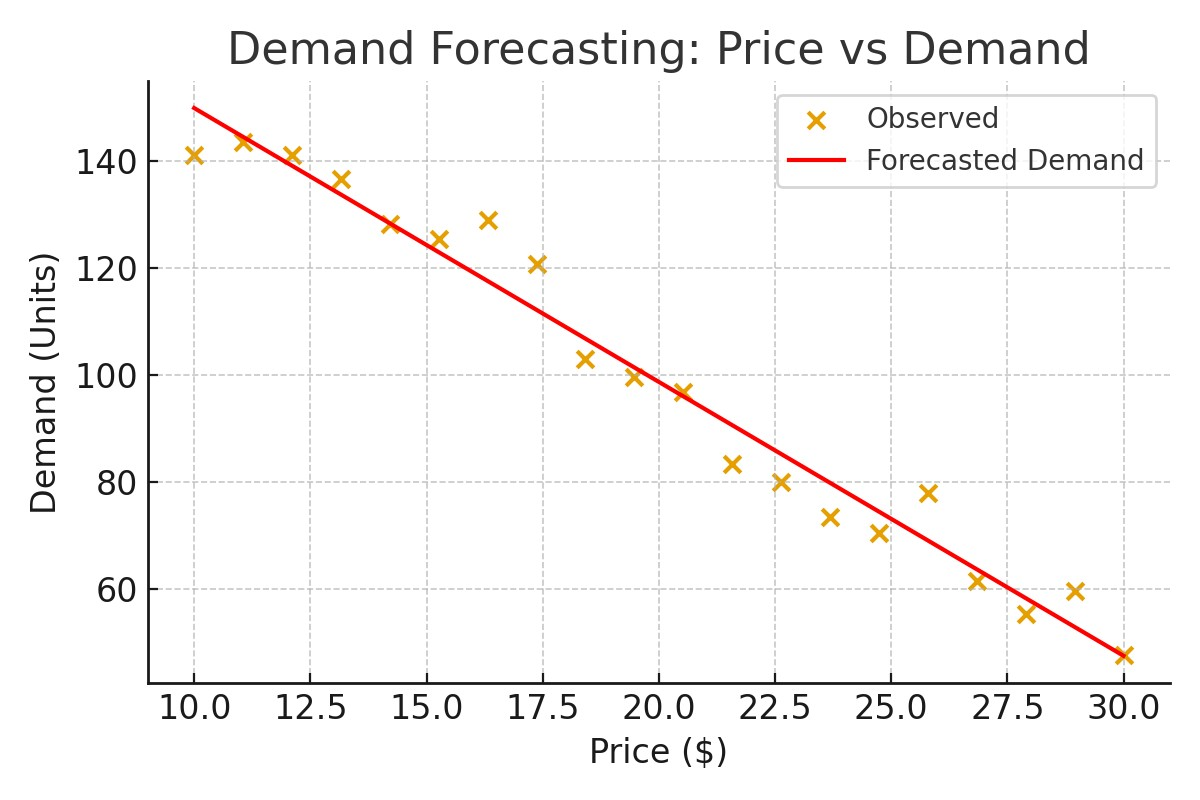 Demand Forecasting: Price vs Demand
Observed
Forecasted Demand
Demand (Units)
140
120
100
80
60
10.0 12.5 15.0 17.5 20.0 22.5 25.0 27.5 30.0
Price ($)